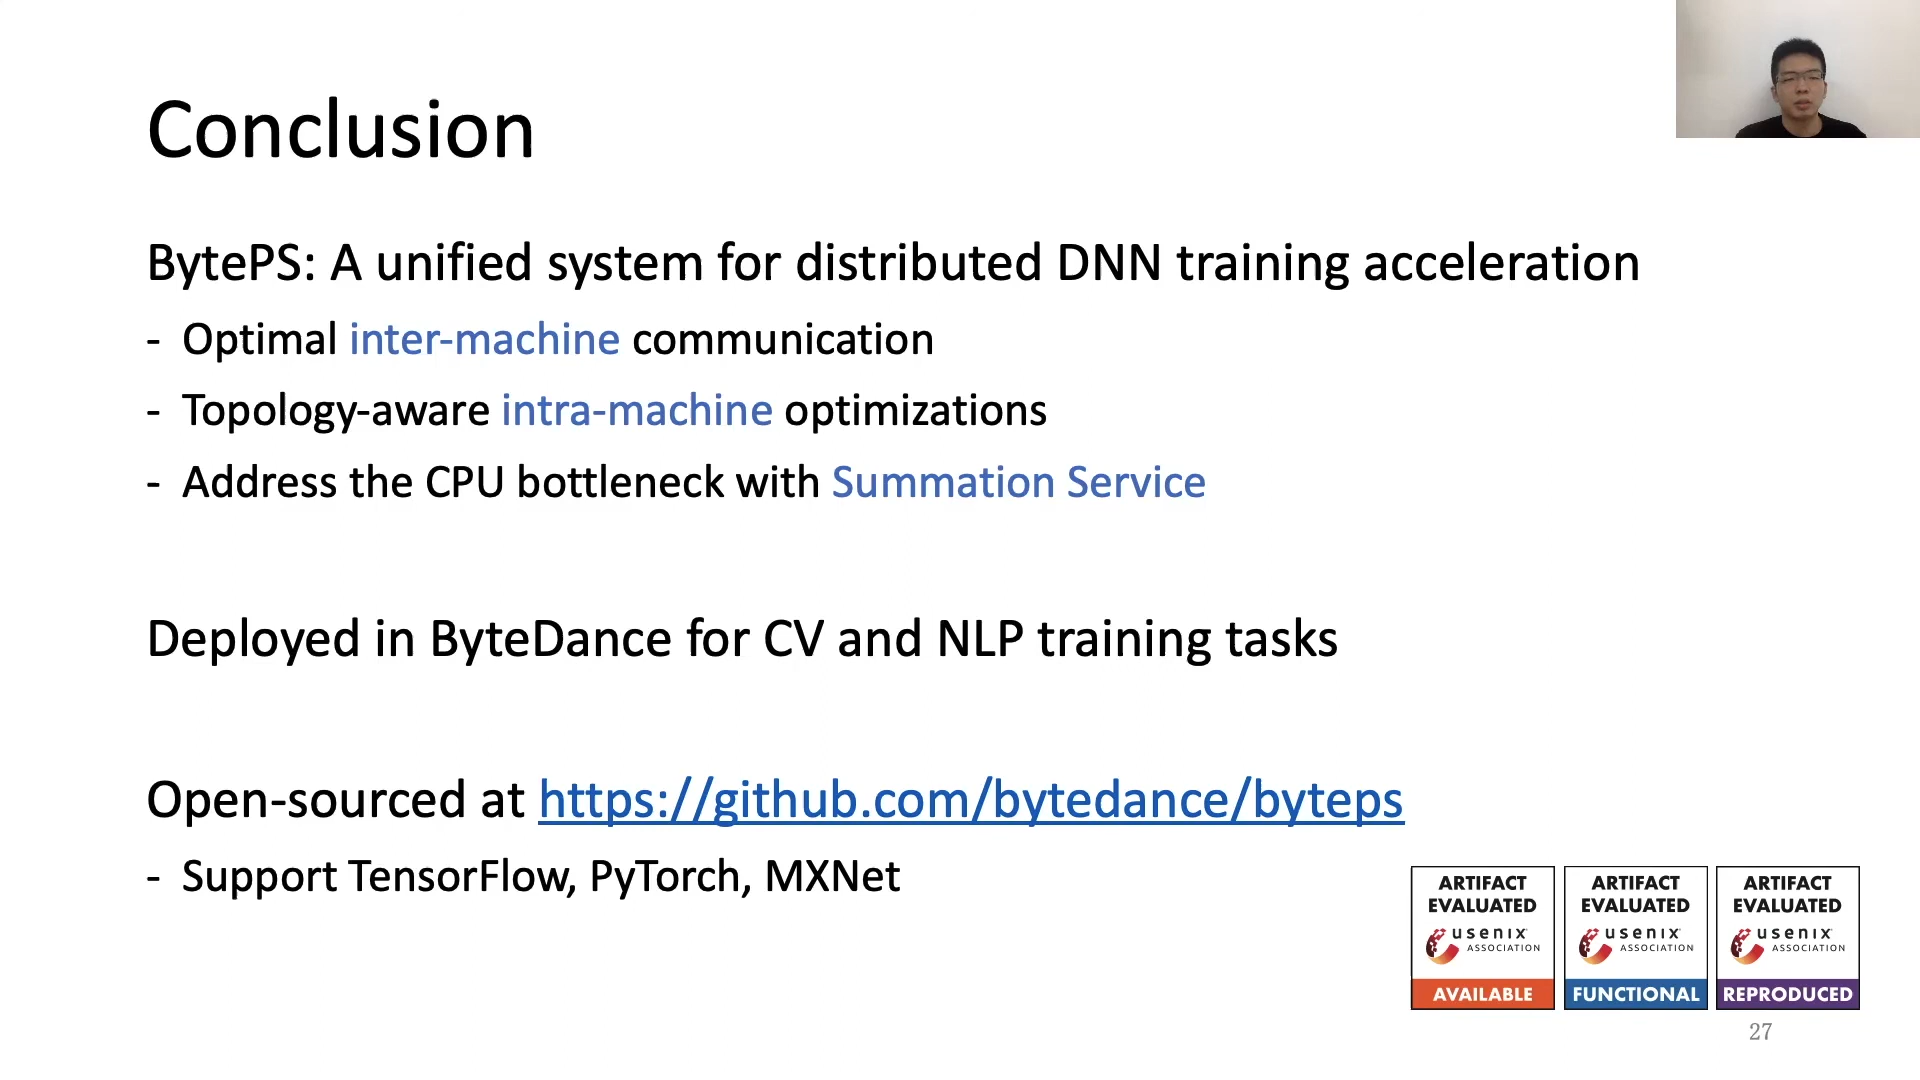 Conclusion
BytePS: A unified system for distributed DNN training acceleration
- Optimal inter-machine communication
- Topology-aware intra-machine optimizations
- Address the CPU bottleneck with Summation Service
Deployed in ByteDance for CV and NLP training tasks
Open-sourced at https://github.com/bytedance/byteps
- Support TensorFlow, PyTorch, MXNet
ARTIFACT
EVALUATED
usenix
ASSOCIATION
AVAILABLE
ARTIFACT
EVALUATED
usenix
ASSOCIATION
FUNCTIONAL
ARTIFACT
EVALUATED
usenix
ASSOCIATION
REPRODUCED
27